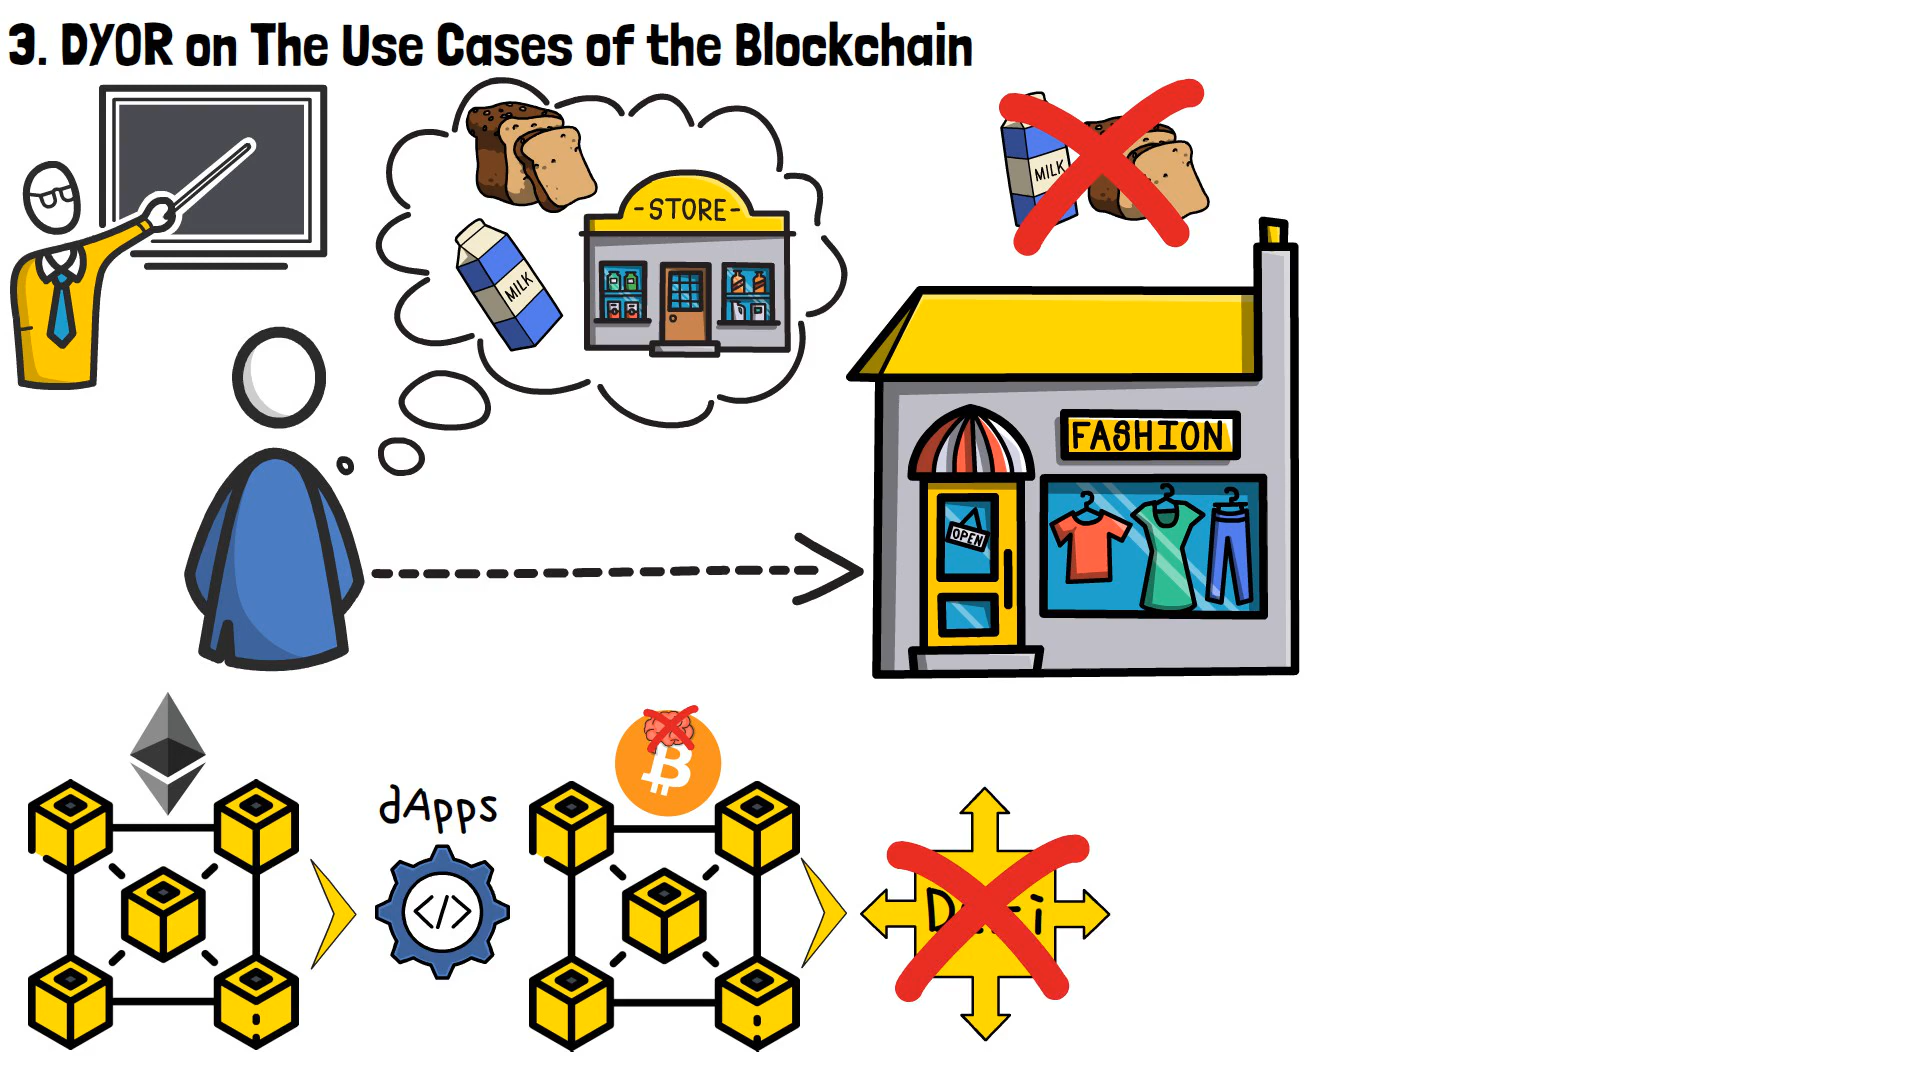 3. DYOR on The Use Cases of the Blockchain
-STORE-
MILK
MILK
FASHION
OPEN
dApps
</>